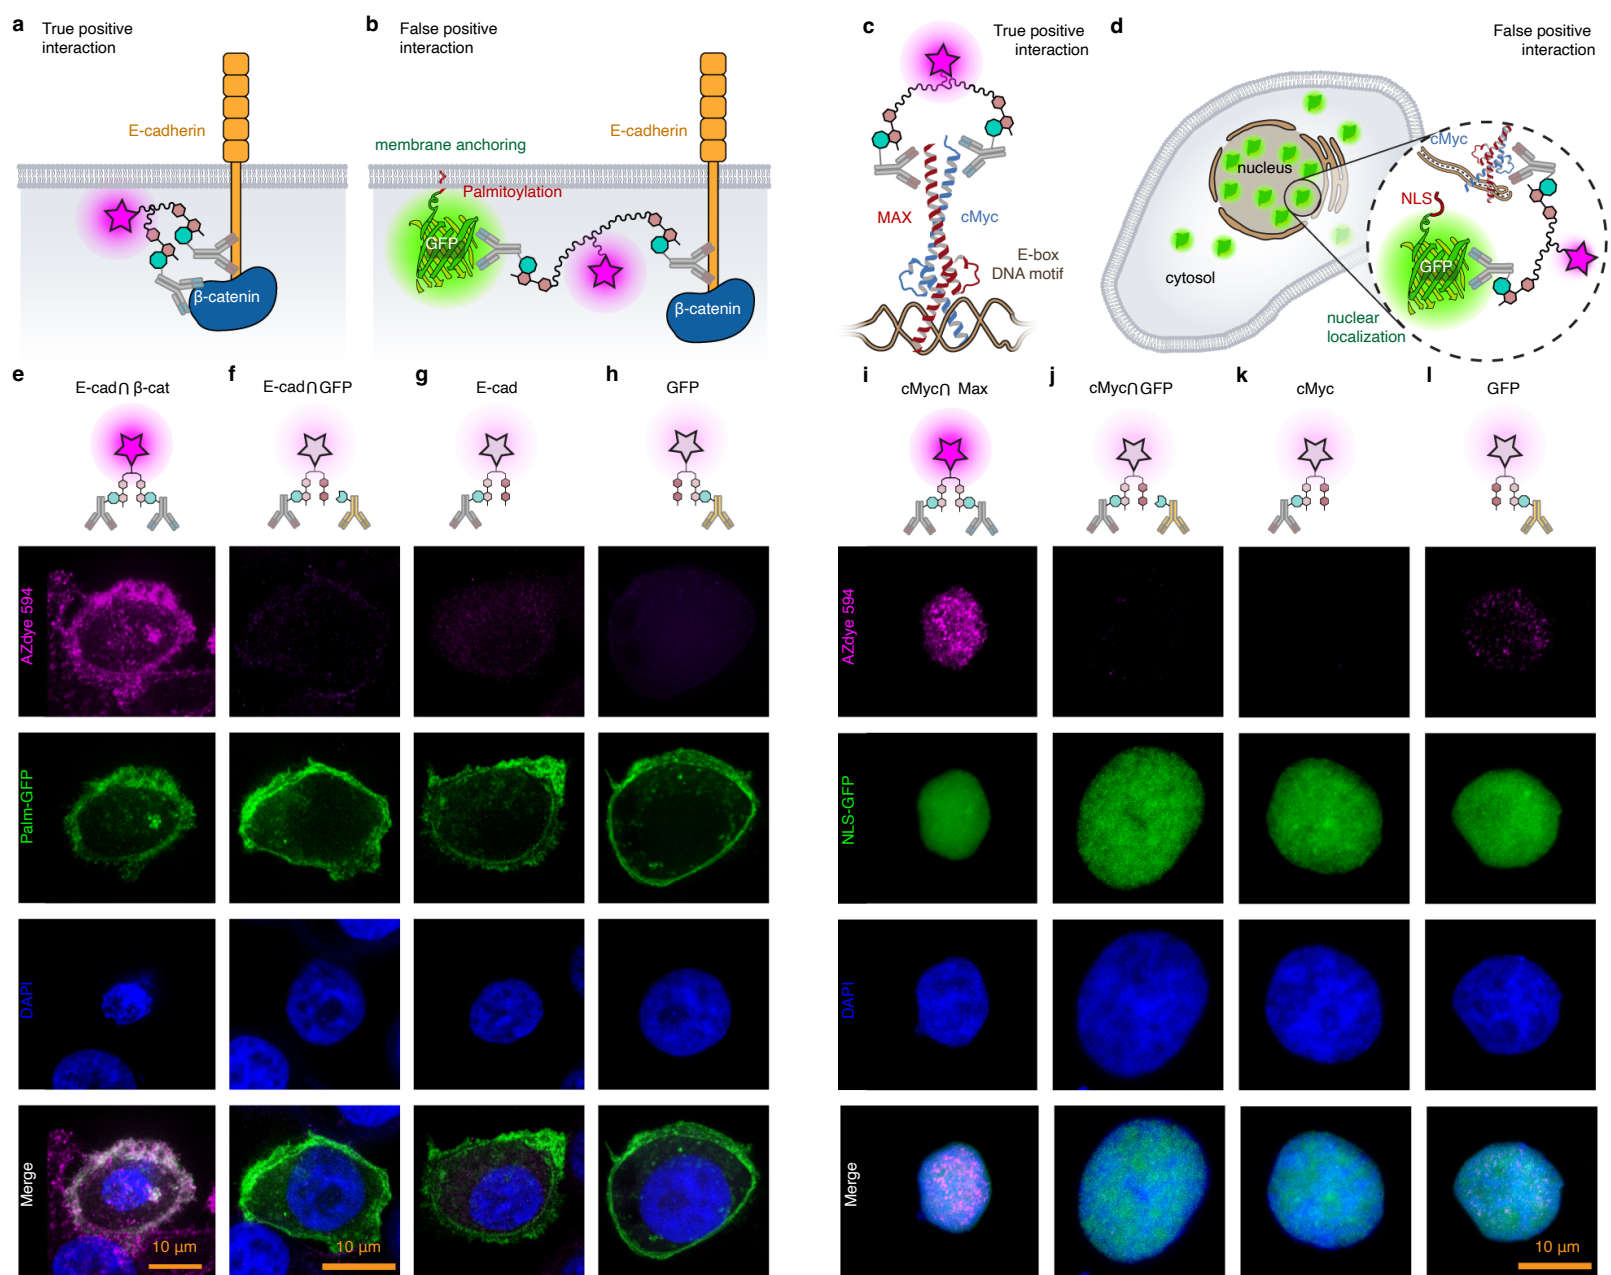 a
True positive
interaction
E-cadherin
β-catenin
b
False positive
interaction
E-cadherin
membrane anchoring
Palmitoylation
GFP
β-catenin
c
True positive
interaction
MAX
cMyc
E-box
DNA motif
d
False positive
interaction
nucleus
cytosol
nuclear
localization
cMyc
NLS
GFP
e
E-cad∩ β-cat
f
E-cad∩GFP
g
E-cad
h
GFP
i
cMyc∩ Max
j
cMyc∩GFP
k
cMyc
l
GFP
AZdye 594
Palm-GFP
DAPI
Merge
10 µm
10 µm
AZdye 594
NLS-GFP
DAPI
Merge
10 µm